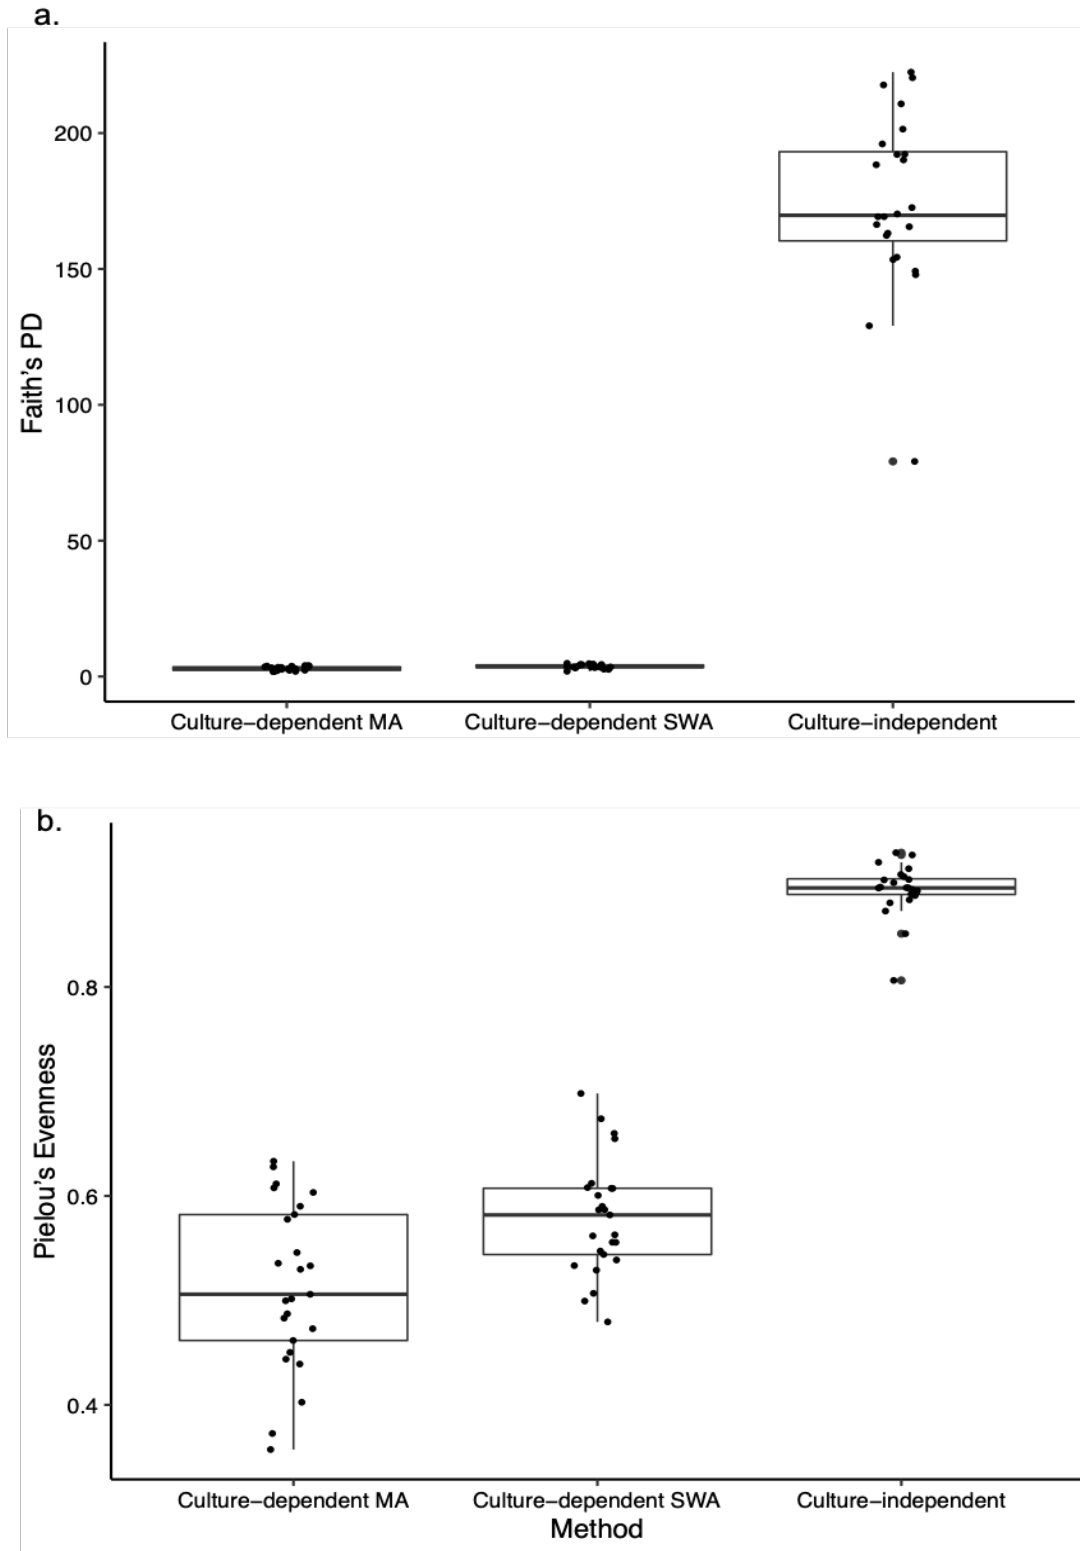 a.
200
150
100
50
0
Faith's PD
Culture-dependent MA Culture-dependent SWA Culture-independent
b.
0.8
0.6
0.4
Pielou's Evenness
Culture-dependent MA Culture-dependent SWA Culture-independent
Method